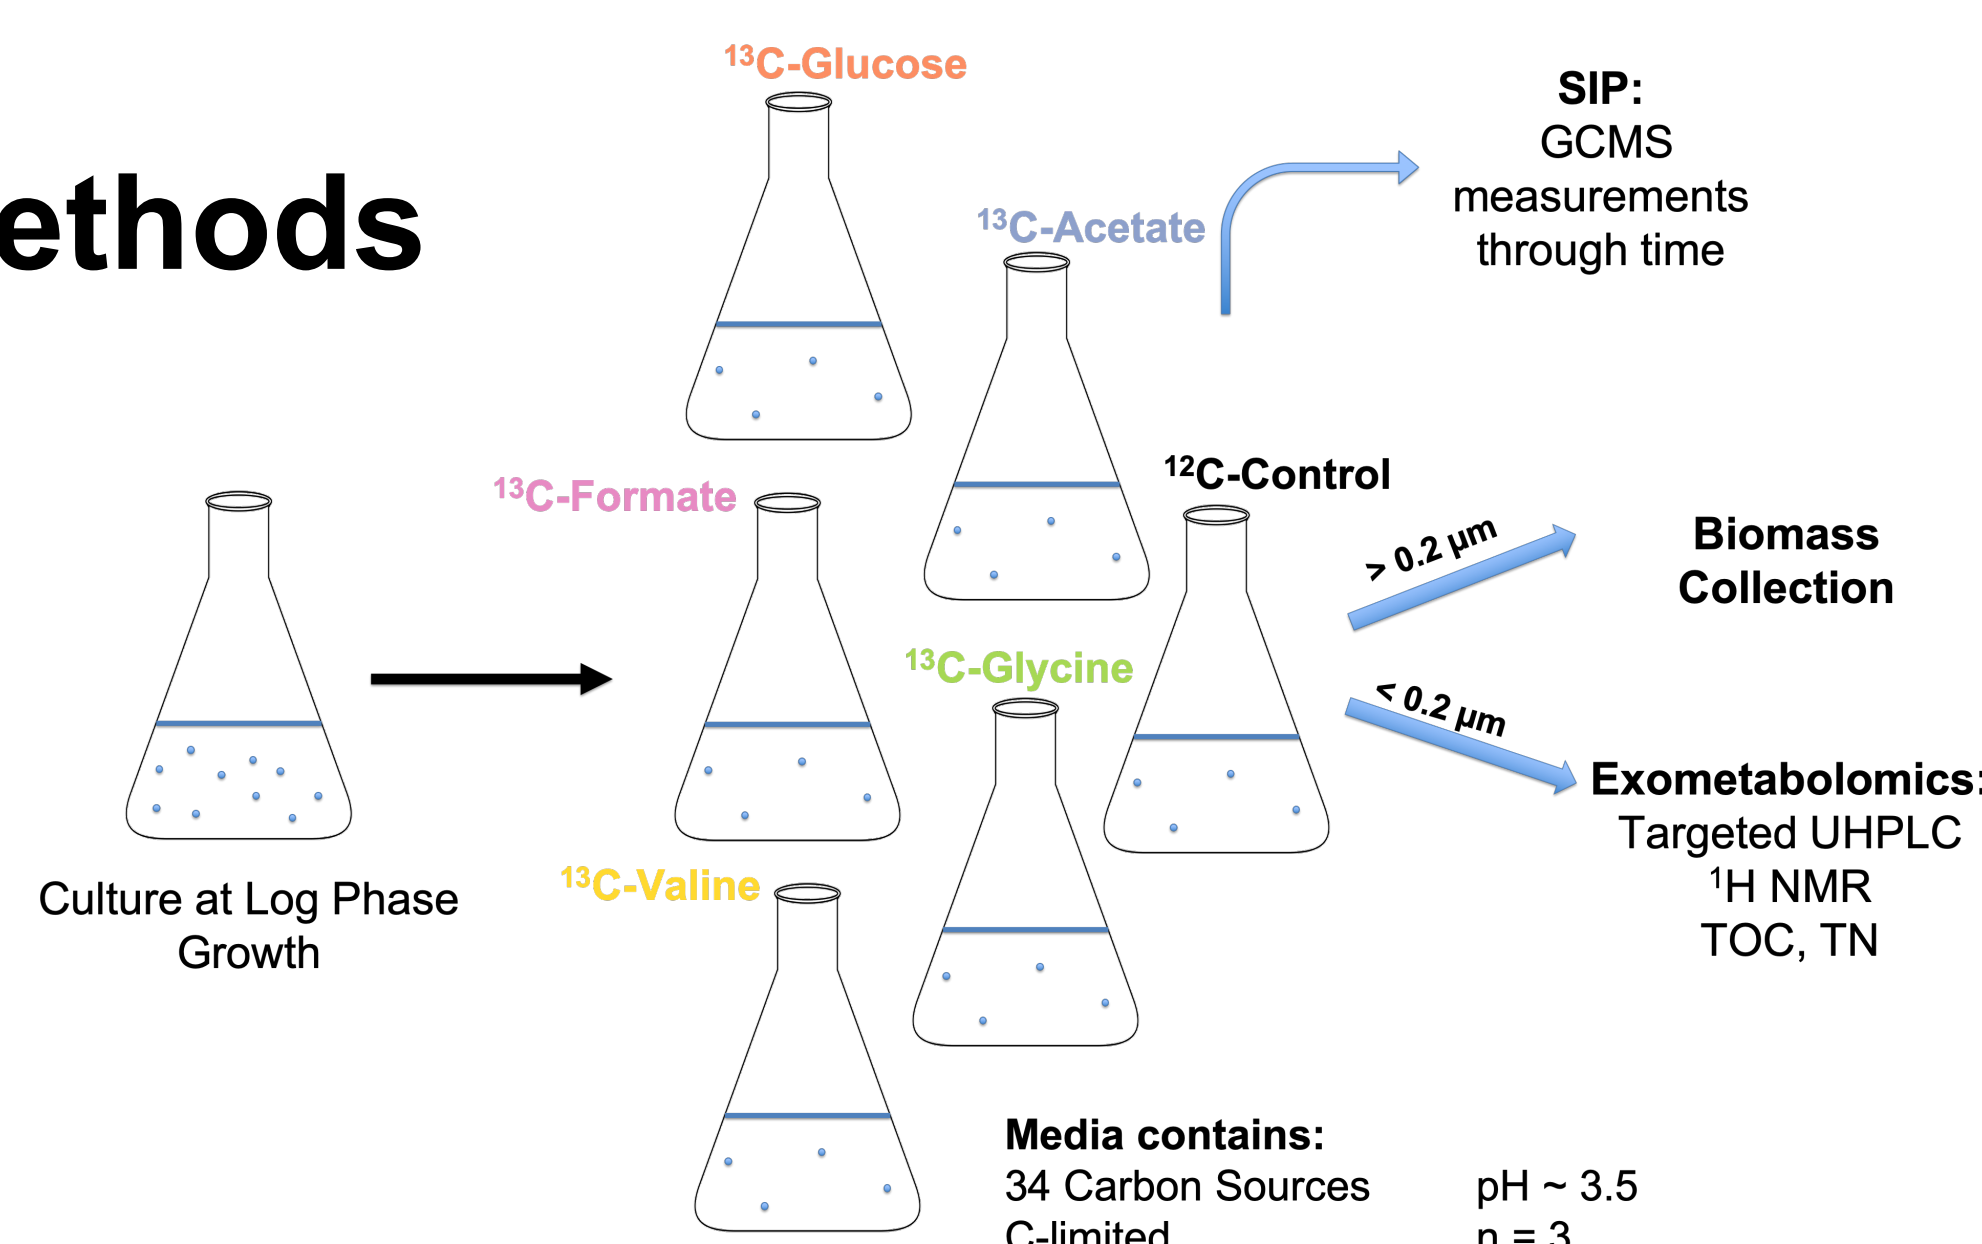 ethods
¹³C-Glucose
¹³C-Acetate
SIP:
GCMS
measurements
through time
¹³C-Formate
¹²C-Control
> 0.2 µm
Biomass
Collection
¹³C-Glycine
< 0.2 µm
Exometabolomics:
Targeted UHPLC
¹H NMR
TOC, TN
Culture at Log Phase
Growth
¹³C-Valine
Media contains:
34 Carbon Sources
pH ~ 3.5
C-limited
n = 3